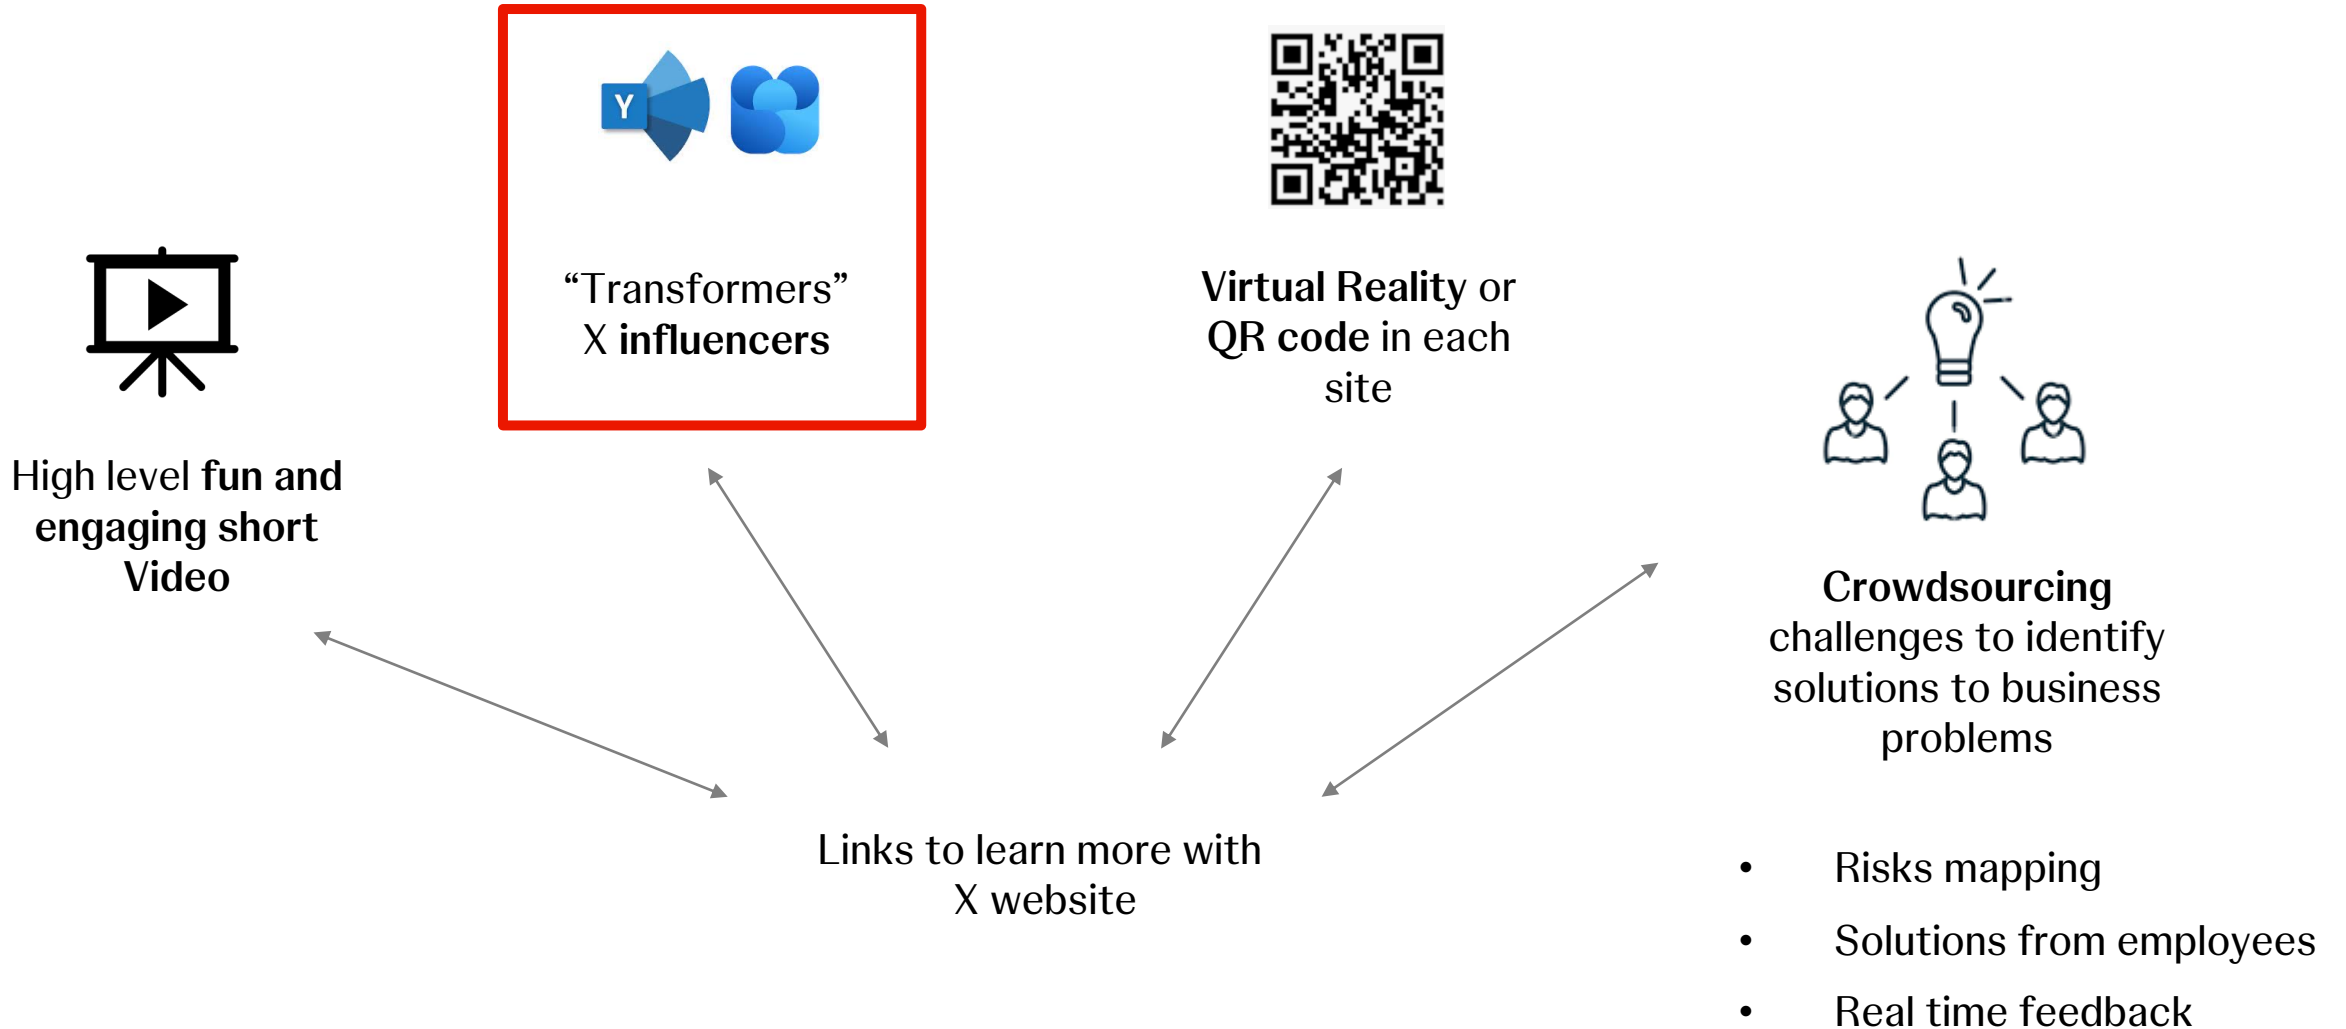 Y
“Transformers”
X influencers
Virtual Reality or
QR code in each
site
High level fun and
engaging short
Video
Crowdsourcing
challenges to identify
solutions to business
problems
Links to learn more with
X website
• Risks mapping
• Solutions from employees
• Real time feedback